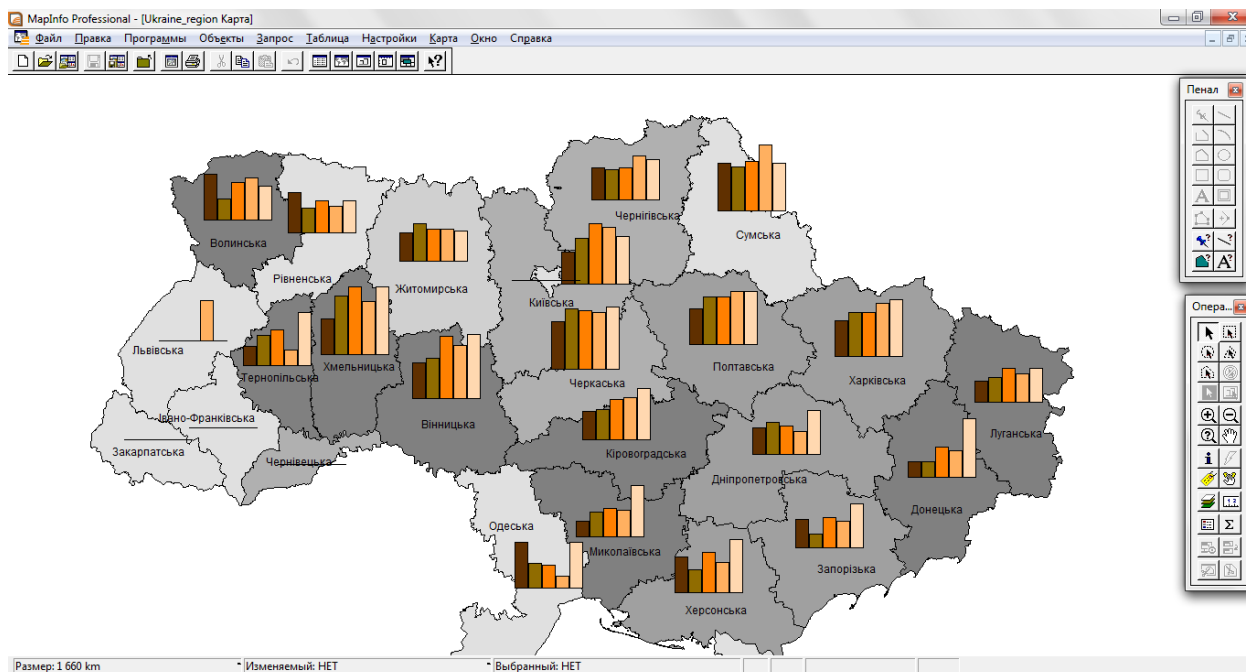 MapInfo Professional - [Ukraine_region Карта]
Файл Правка Программы Объекты Запрос Таблица Настройки Карта Окно Справка
Пенал
Чернігівська
Сумська
Волинська
Рівненська
Житомирська
Київська
Опера...
Львівська
Тернопільська
Хмельницька
Черкаська
Полтавська
Харківська
Івано-Франківська
Вінницька
Луганська
Закарпатська
Кіровоградська
Чернівецька
Дніпропетровська
Донецька
Одеська
Миколаївська
Запорізька
Херсонська
Размер: 1 660 km Изменяемый: НЕТ Выбранный: НЕТ